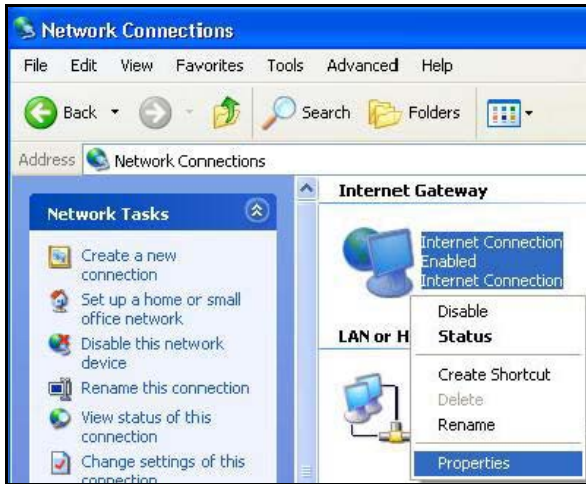 Network Connections
File Edit View Favorites Tools Advanced Help
Back Search Folders
Address Network Connections
Network Tasks
Create a new
connection
Set up a home or small
office network
Disable this network
device
Rename this connection
View status of this
connection
Change settings of this
connection
Internet Gateway
Internet Connection
Enabled
Internet Connection
LAN or H
Disable
Status
Create Shortcut
Delete
Rename
Properties